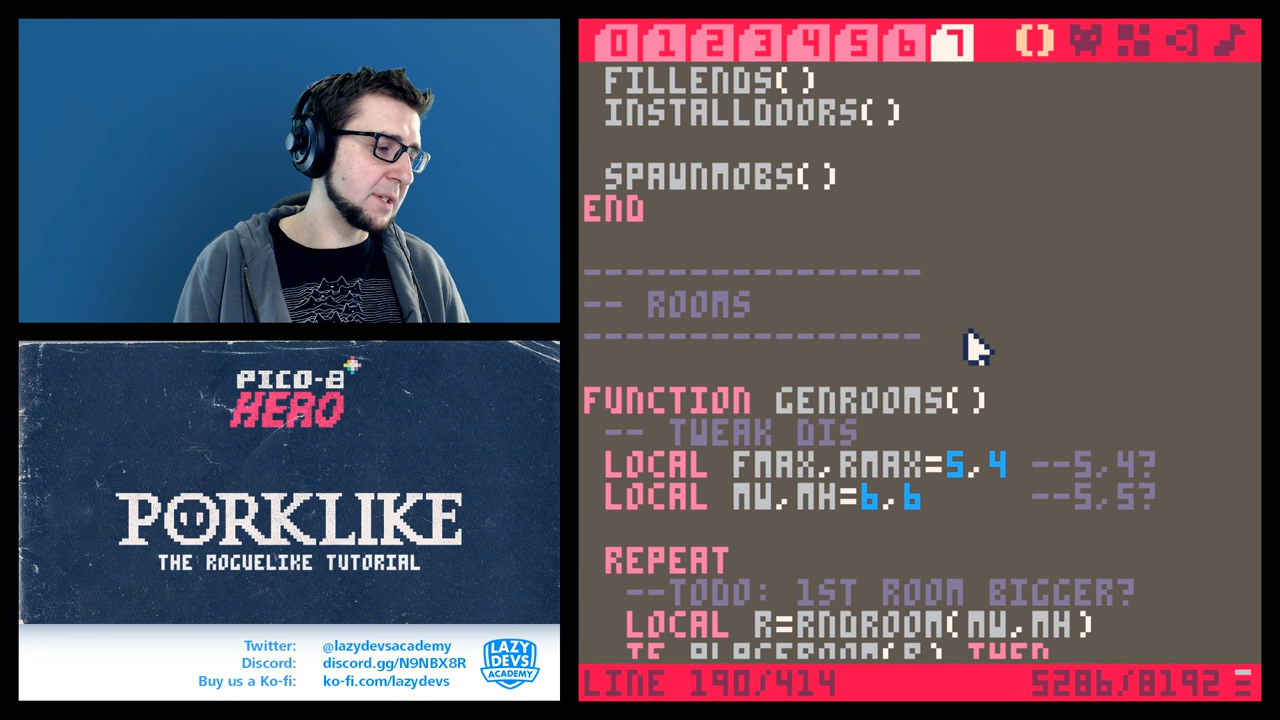 0 1 2 3 4 5 6 7
FILLENDS()
INSTALLDOORS()
SPAWNMOBS()
END
----------------
-- ROOMS
----------------
FUNCTION GENROOMS()
-- TWEAK DIS
LOCAL FMAX,RMAX=5,4 --5,4?
LOCAL MW,MH=6,6 --5,5?
REPEAT
--TODO: 1ST ROOM BIGGER?
LOCAL R=RNDROOM(MW,MH)
LINE 190/414 5286/8192
PICO-8
HERO
PORKLIKE
THE ROGUELIKE TUTORIAL
Twitter: @lazydevsacademy
Discord: discord.gg/N9NBX8R
Buy us a Ko-fi: ko-fi.com/lazydevs
LAZY
DEVS
ACADEMY